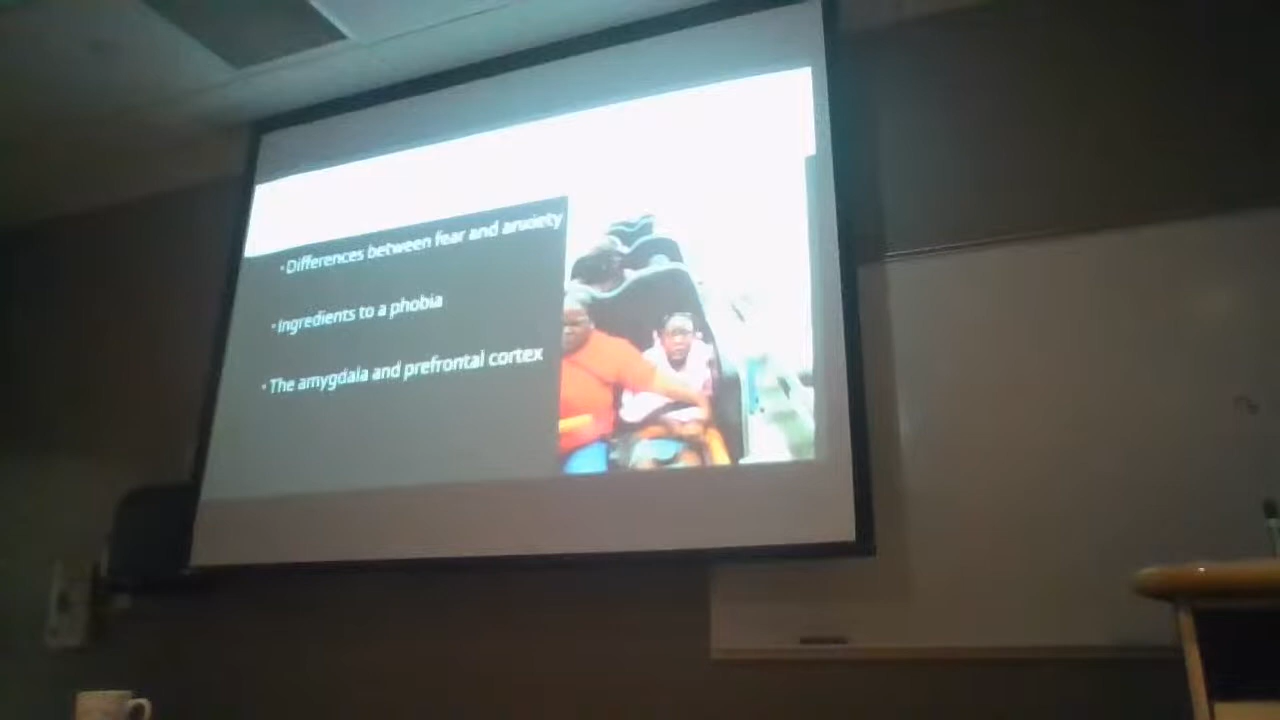 • Differences between fear and anxiety
• Ingredients to a phobia
• The amygdala and prefrontal cortex